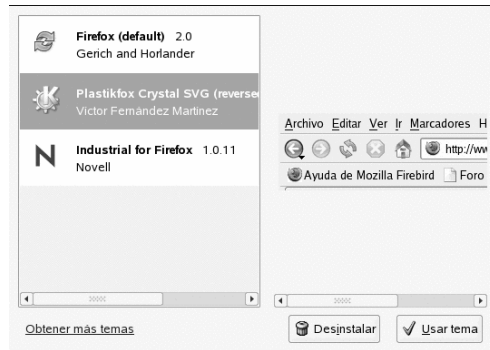 Firefox (default) 2.0
Gerich and Horlander
Plastikfox Crystal SVG (reverse
Víctor Fernández Martínez
Industrial for Firefox 1.0.11
Novell
Obtener más temas
Archivo Editar Ver Ir Marcadores H
http://ww
Ayuda de Mozilla Firebird Foro
Desinstalar Usar tema